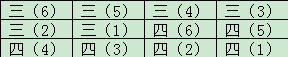 三（6） 三（5） 三（4） 三（3）
三（2） 三（1） 四（6） 四（5）
四（4） 四（3） 四（2） 四（1）